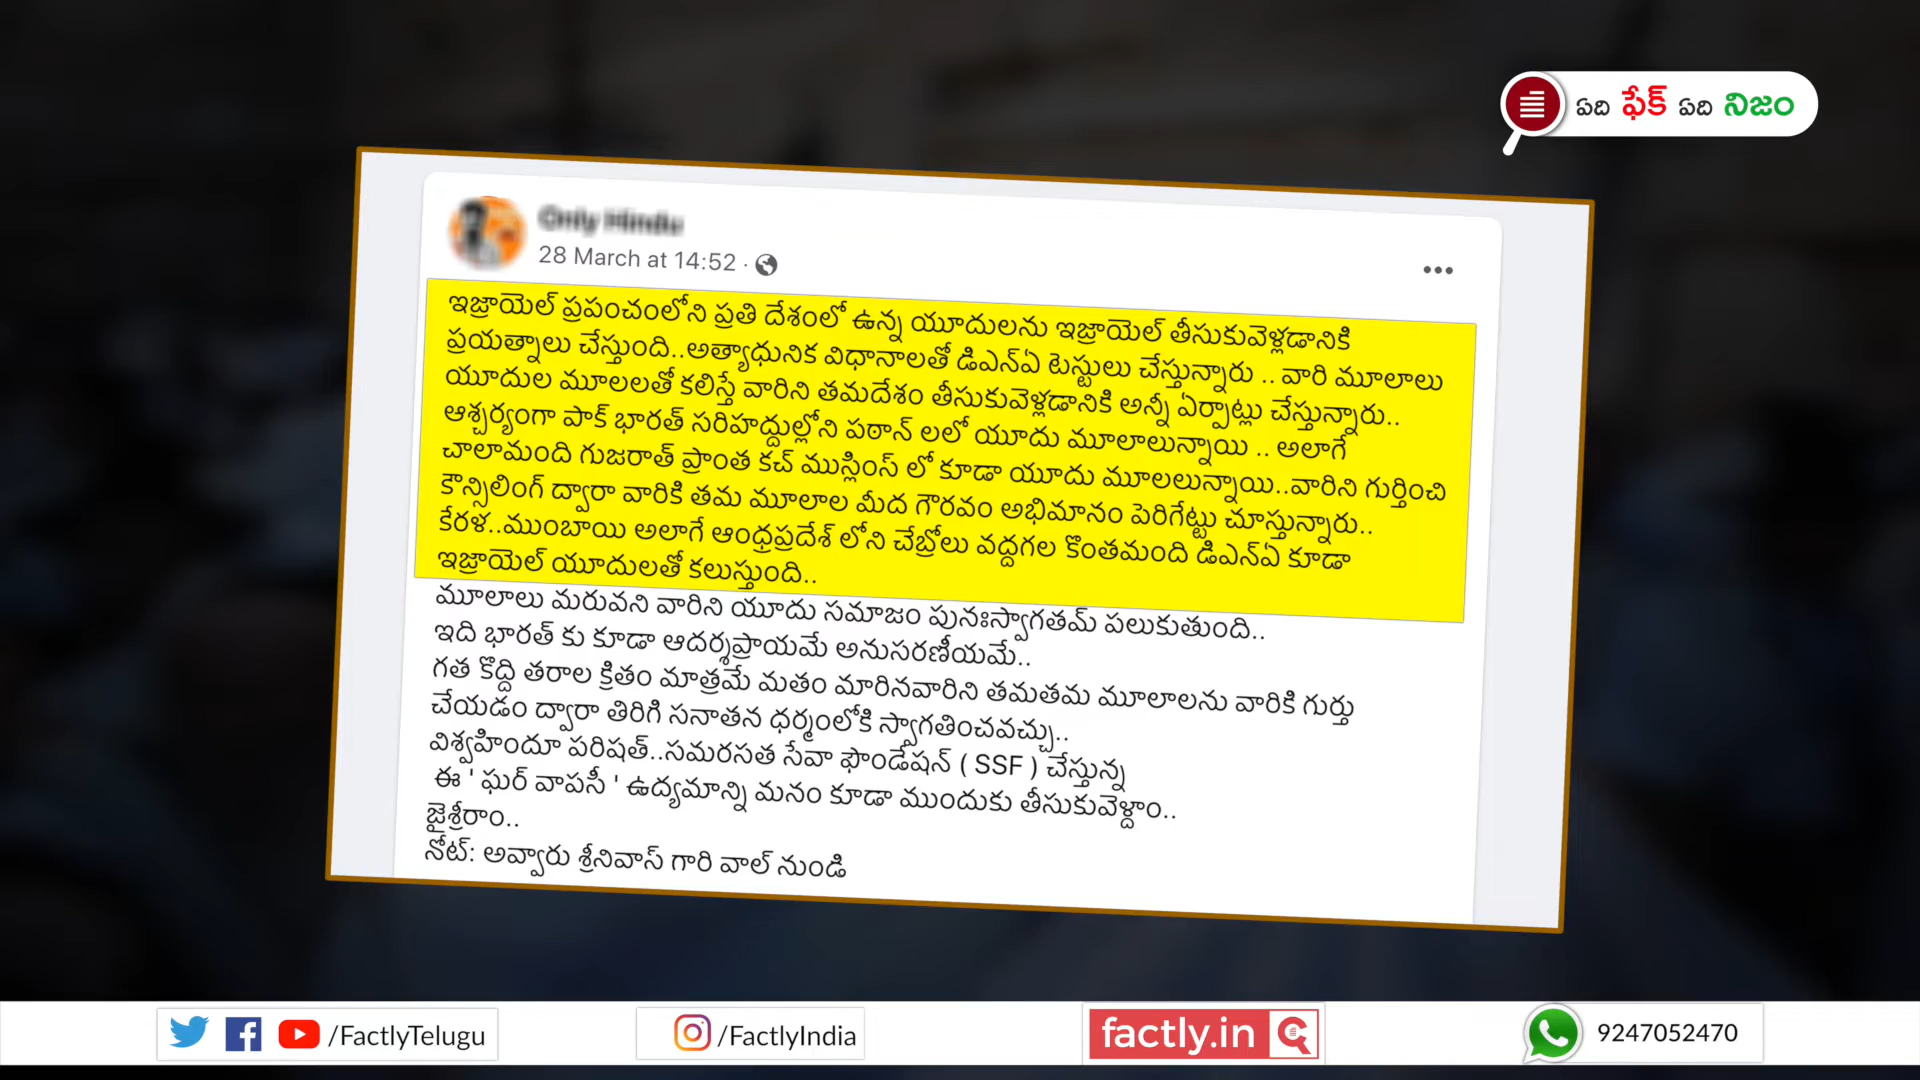 ఏది ఫేక్ ఏది నిజం
28 March at 14:52 ·
ఇజ్రాయెల్ ప్రపంచంలోని ప్రతి దేశంలో ఉన్న యూదులను ఇజ్రాయెల్ తీసుకువెళ్లడానికి
ప్రయత్నాలు చేస్తుంది..అత్యాధునిక విధానాలతో డిఎన్ఏ టెస్టులు చేస్తున్నారు .. వారి మూలాలు
యూదుల మూలలతో కలిస్తే వారిని తమదేశం తీసుకువెళ్లడానికి అన్నీ ఏర్పాట్లు చేస్తున్నారు..
ఆశ్చర్యంగా పాక్ భారత్ సరిహద్దుల్లోని పఠాన్ లలో యూదు మూలాలున్నాయి .. అలాగే
చాలామంది గుజరాత్ ప్రాంత కచ్ ముస్లింస్ లో కూడా యూదు మూలలున్నాయి..వారిని గుర్తించి
కౌన్సిలింగ్ ద్వారా వారికి తమ మూలాల మీద గౌరవం అభిమానం పెరిగేట్టు చూస్తున్నారు..
కేరళ..ముంబాయి అలాగే ఆంధ్రప్రదేశ్ లోని చేబ్రోలు వద్దగల కొంతమంది డిఎన్ఏ కూడా
ఇజ్రాయెల్ యూదులతో కలుస్తుంది..
మూలాలు మరువని వారిని యూదు సమాజం పునఃస్వాగతమ్ పలుకుతుంది..
ఇది భారత్ కు కూడా ఆదర్శప్రాయమే అనుసరణీయమే..
గత కొద్ది తరాల క్రితం మాత్రమే మతం మారినవారిని తమతమ మూలాలను వారికి గుర్తు
చేయడం ద్వారా తిరిగి సనాతన ధర్మంలోకి స్వాగతించవచ్చు..
విశ్వహిందూ పరిషత్..సమరసత సేవా ఫౌండేషన్ ( SSF ) చేస్తున్న
ఈ ' ఘర్ వాపసీ ' ఉద్యమాన్ని మనం కూడా ముందుకు తీసుకువెళ్దాం..
జైశ్రీరాం..
నోట్: అవ్వారు శ్రీనివాస్ గారి వాల్ నుండి
/FactlyTelugu
/FactlyIndia
factly.in
9247052470